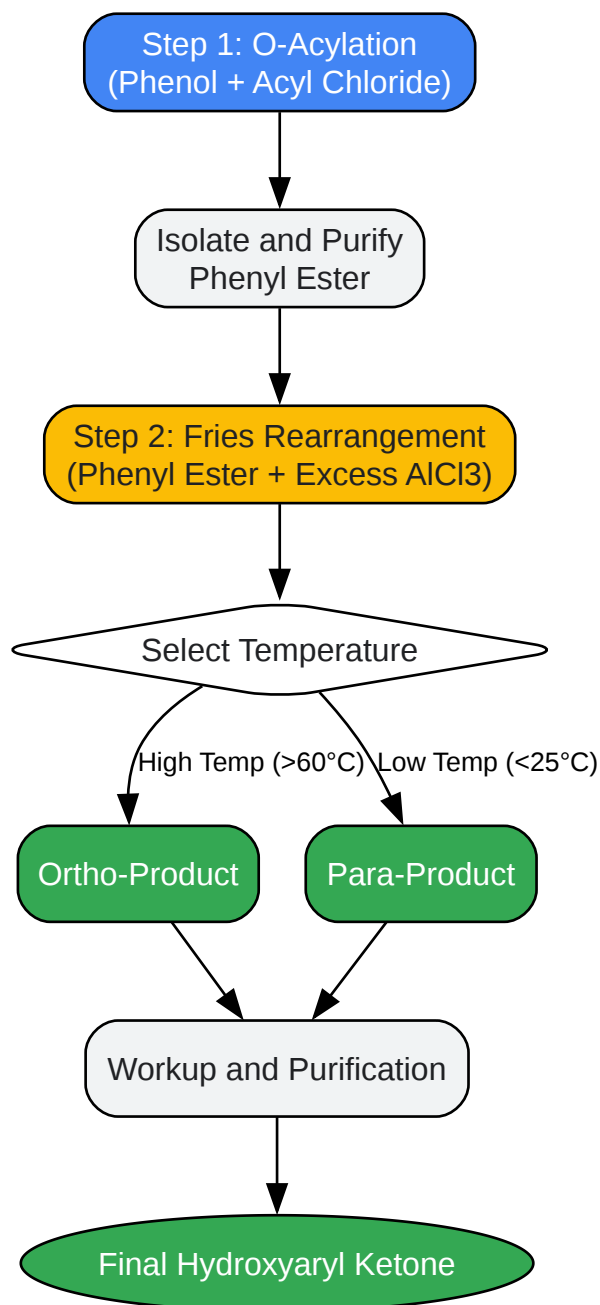 Step 1: O-Acylation
(Phenol + Acyl Chloride)
Isolate and Purify
Phenyl Ester
Step 2: Fries Rearrangement
(Phenyl Ester + Excess AlCl3)
Select Temperature
High Temp (>60°C)
Low Temp (<25°C)
Ortho-Product
Para-Product
Workup and Purification
Final Hydroxyaryl Ketone